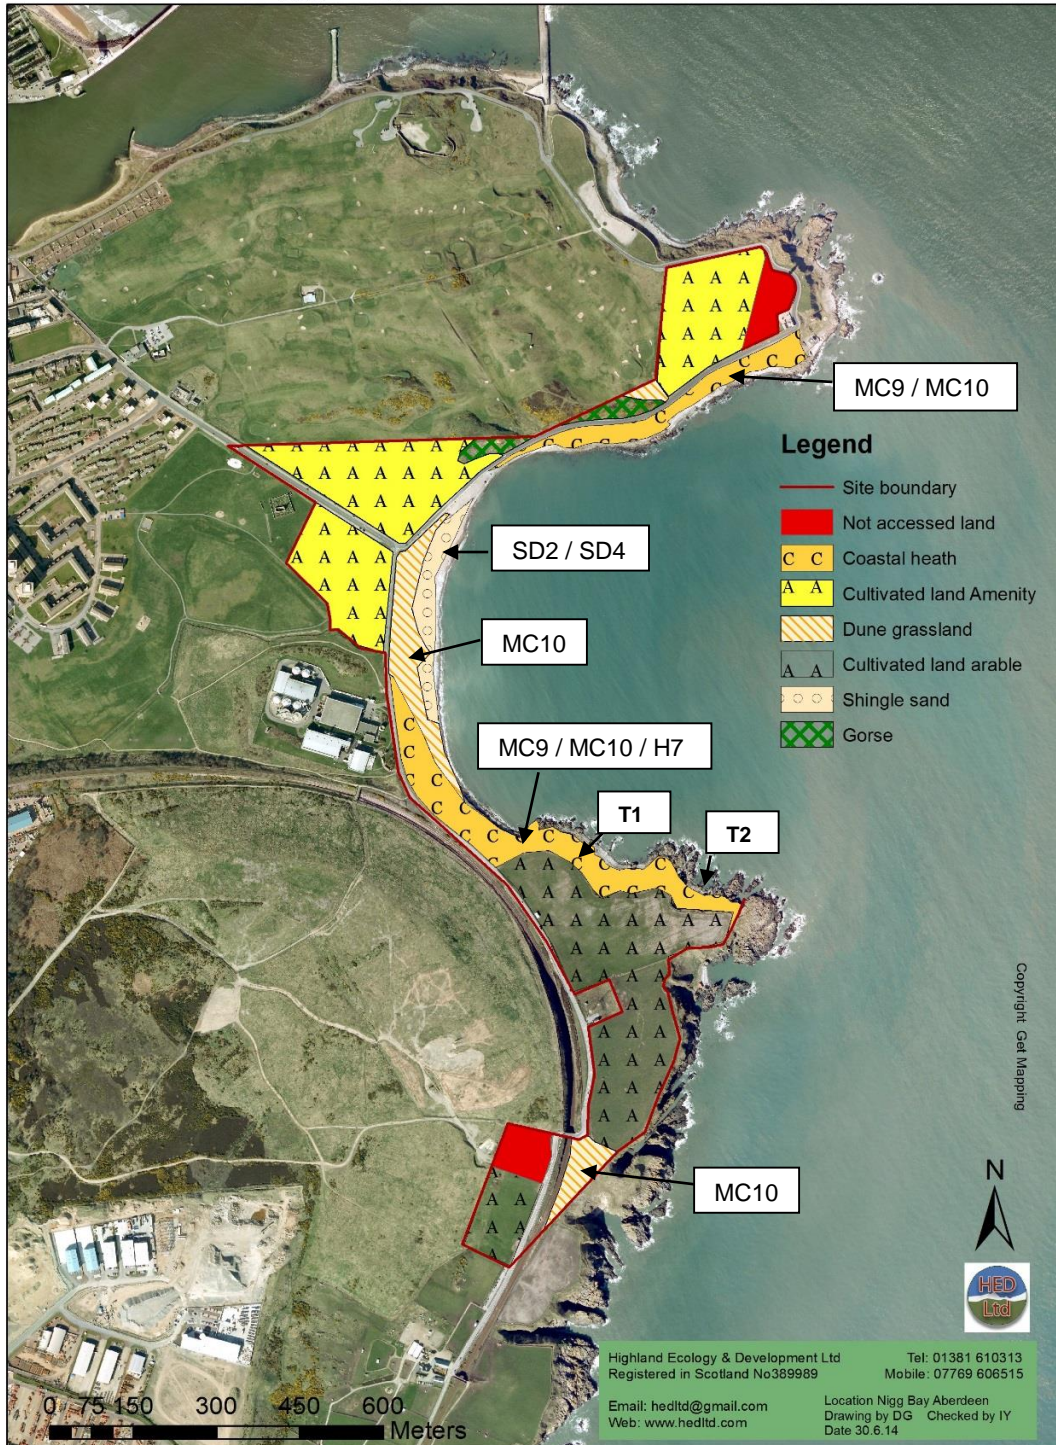 MC9 / MC10
Legend
Site boundary
Not accessed land
C C Coastal heath
A A Cultivated land Amenity
Dune grassland
A A Cultivated land arable
Shingle sand
Gorse
SD2 / SD4
MC10
MC9 / MC10 / H7
T1
T2
MC10
Copyright Get Mapping
N
HED
Ltd
Highland Ecology & Development Ltd Tel: 01381 610313
Registered in Scotland No389989 Mobile: 07769 606515
Email: hedltd@gmail.com Location Nigg Bay Aberdeen
Web: www.hedltd.com Drawing by DG Checked by IY
Date 30.6.14
0 75 150 300 450 600
Meters